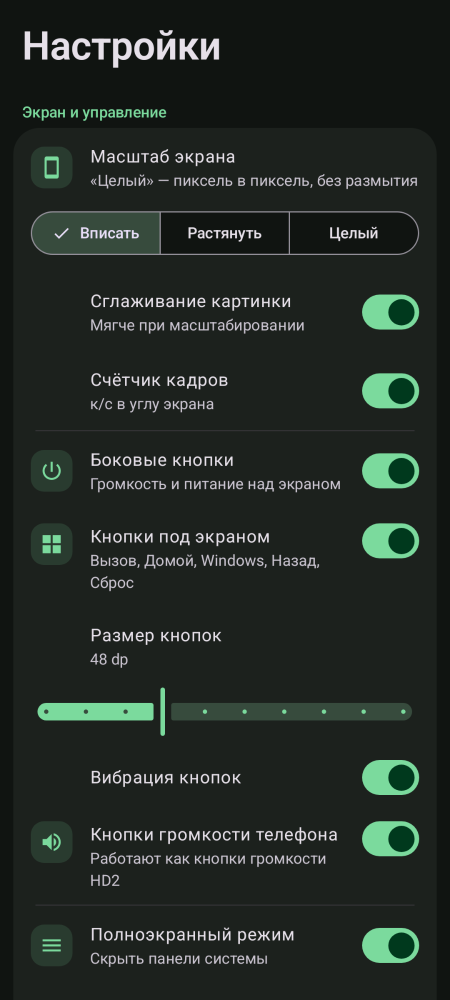 Настройки
Экран и управление
Масштаб экрана
«Целый» — пиксель в пиксель, без размытия
Вписать
Растянуть
Целый
Сглаживание картинки
Мягче при масштабировании
Счётчик кадров
к/с в углу экрана
Боковые кнопки
Громкость и питание над экраном
Кнопки под экраном
Вызов, Домой, Windows, Назад,
Сброс
Размер кнопок
48 dp
Вибрация кнопок
Кнопки громкости телефона
Работают как кнопки громкости
HD2
Полноэкранный режим
Скрыть панели системы